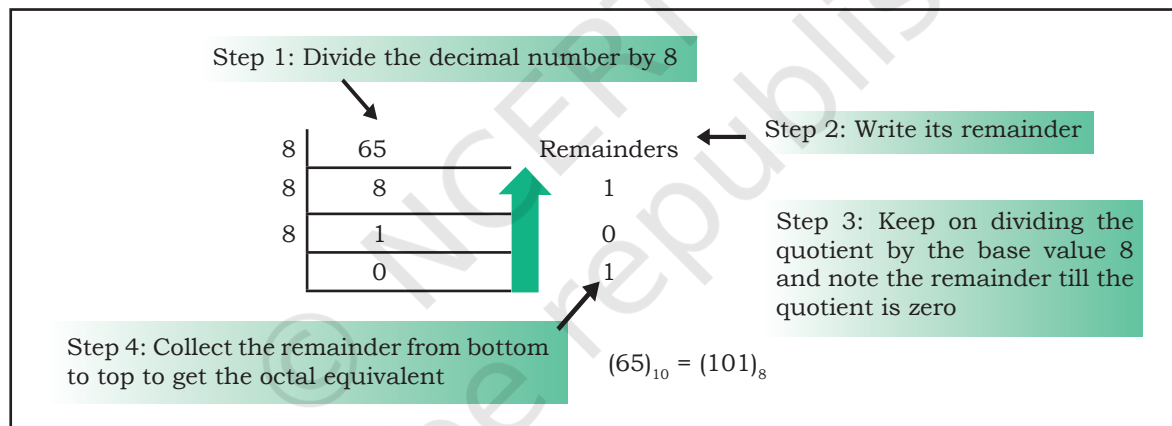 Step 1: Divide the decimal number by 8
8 65 Remainders
Step 2: Write its remainder
8 8 1
8 1 0
0 1
Step 3: Keep on dividing the
quotient by the base value 8
and note the remainder till the
quotient is zero
Step 4: Collect the remainder from bottom
to top to get the octal equivalent
(65)₁₀ = (101)₈
© NCERT
be republis